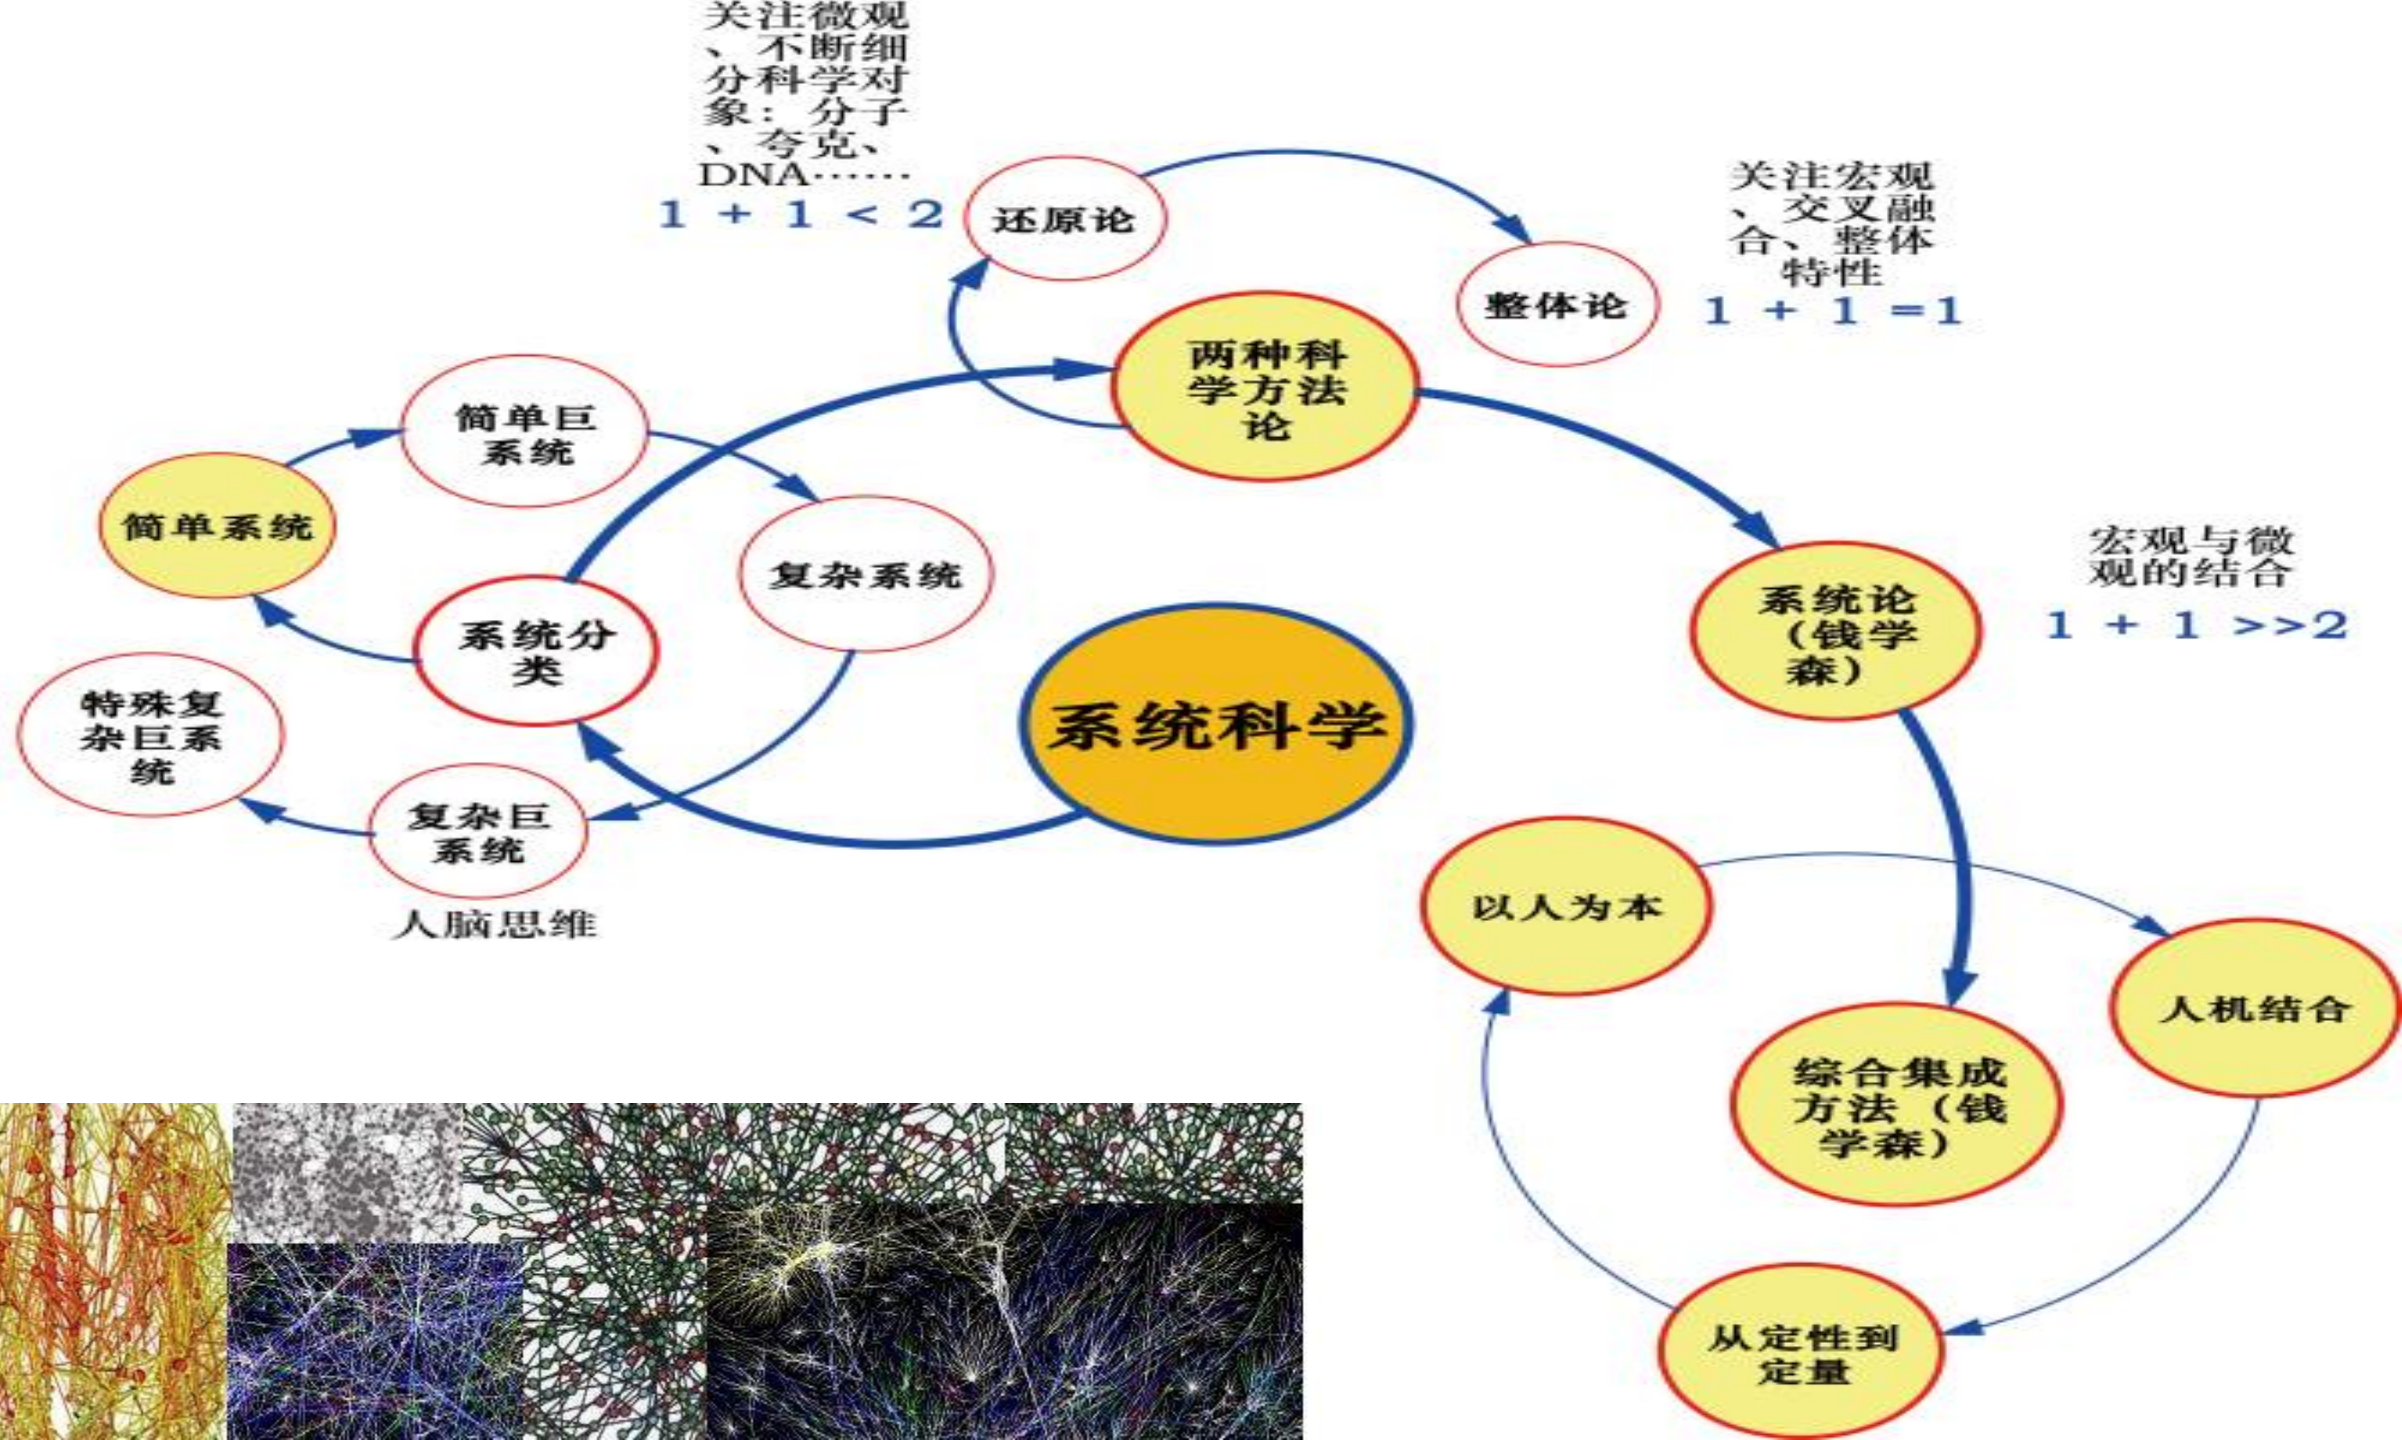 关注微观
、不断细
分科学对
象：分子
、夸克、
DNA……
1 + 1 < 2
还原论
关注宏观
、交叉融
合、整体
特性
1 + 1 =1
整体论
两种科
学方法
论
简单巨
系统
简单系统
复杂系统
系统分
类
特殊复
杂巨系
统
复杂巨
系统
人脑思维
系统科学
宏观与微
观的结合
1 + 1 >>2
系统论
（钱学
森）
以人为本
人机结合
综合集成
方法（钱
学森）
从定性到
定量